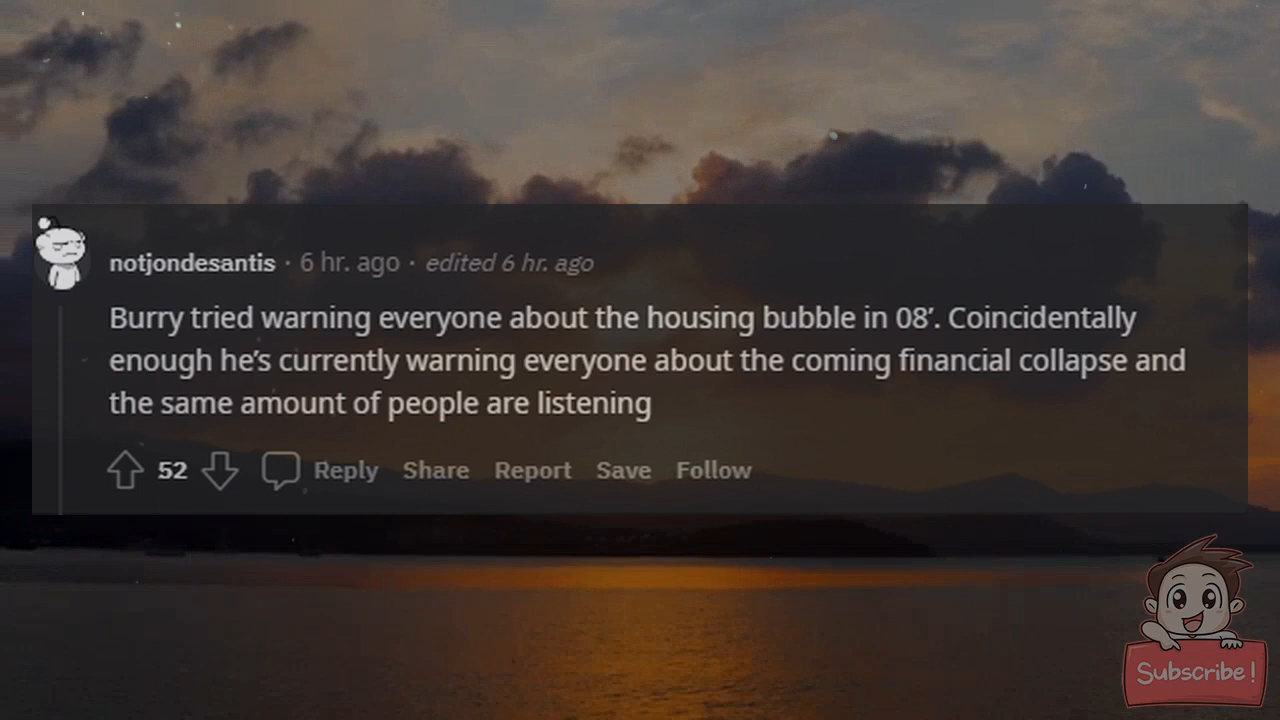 notjondesantis · 6 hr. ago · edited 6 hr. ago
Burry tried warning everyone about the housing bubble in 08’. Coincidentally
enough he’s currently warning everyone about the coming financial collapse and
the same amount of people are listening
52 Reply Share Report Save Follow
Subscribe!